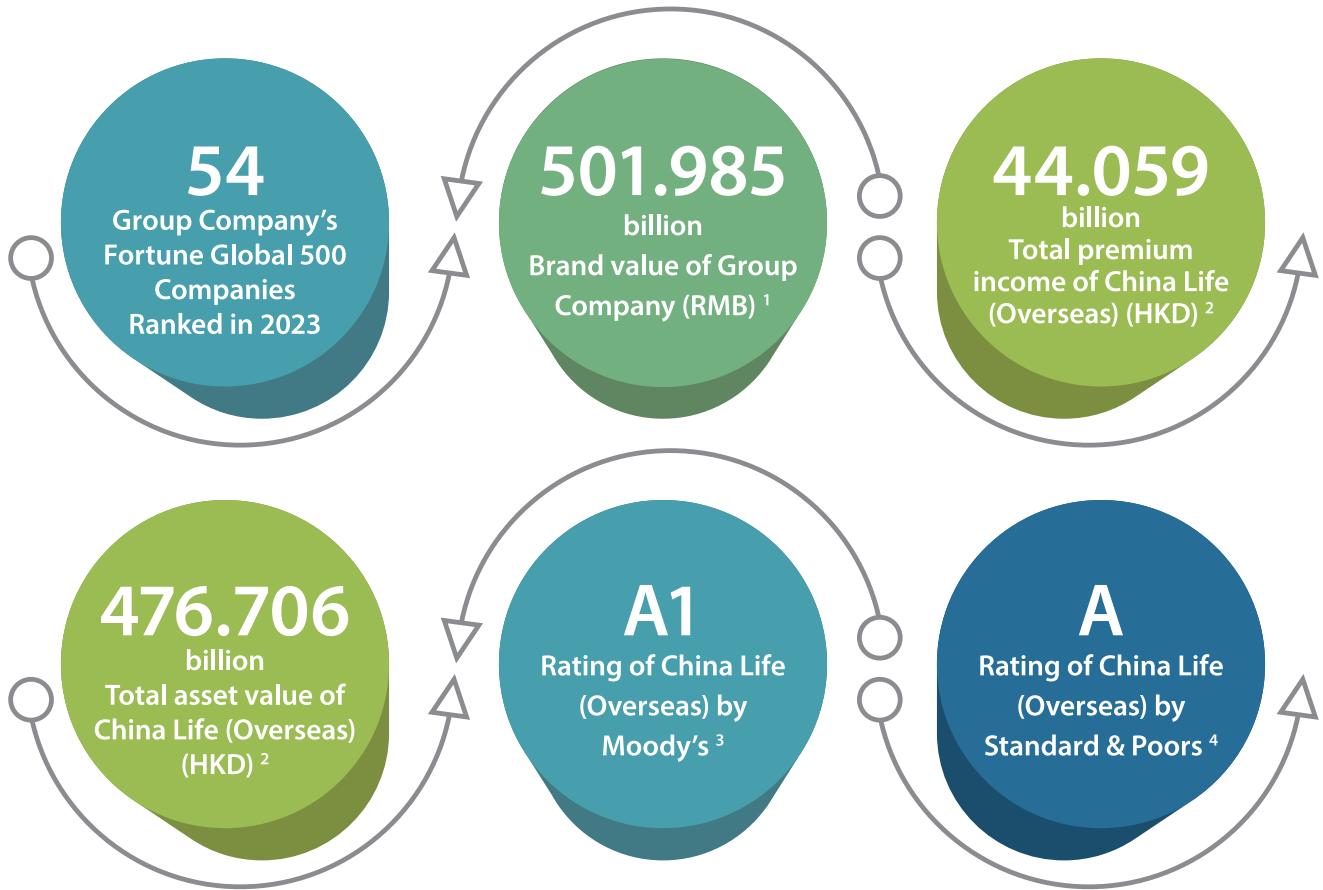 54
Group Company’s
Fortune Global 500
Companies
Ranked in 2023
501.985
billion
Brand value of Group
Company (RMB) 1
44.059
billion
Total premium
income of China Life
(Overseas) (HKD) 2
476.706
billion
Total asset value of
China Life (Overseas)
(HKD) 2
A1
Rating of China Life
(Overseas) by
Moody’s 3
A
Rating of China Life
(Overseas) by
Standard & Poors 4